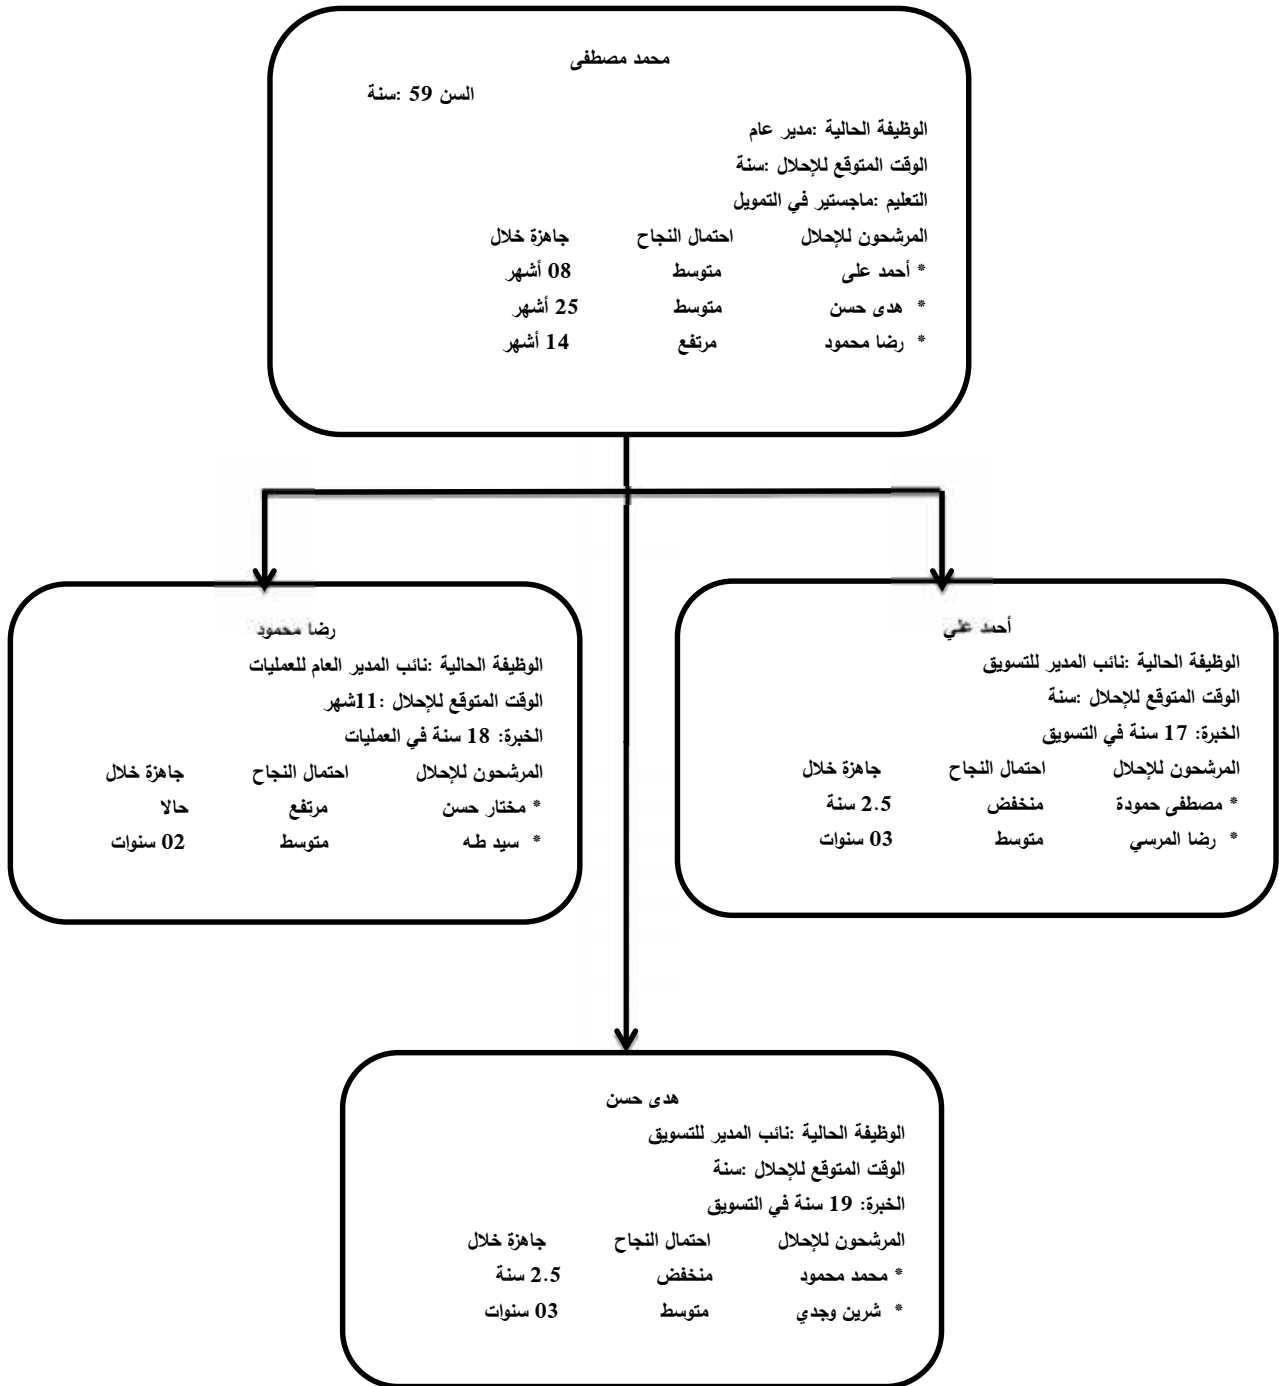 محمد مصطفى
السن 59 :سنة
الوظيفة الحالية :مدير عام
الوقت المتوقع للإحلال :سنة
التعليم :ماجستير في التمويل
المرشحون للإحلال احتمال النجاح جاهزة خلال
* أحمد على متوسط 08 أشهر
* هدى حسن متوسط 25 أشهر
* رضا محمود مرتفع 14 أشهر
أحمد علي
الوظيفة الحالية :نائب المدير للتسويق
الوقت المتوقع للإحلال :سنة
الخبرة: 17 سنة في التسويق
المرشحون للإحلال احتمال النجاح جاهزة خلال
* مصطفى حمودة منخفض 2.5 سنة
* رضا المرسي متوسط 03 سنوات
رضا محمود
الوظيفة الحالية :نائب المدير العام للعمليات
الوقت المتوقع للإحلال :11شهر
الخبرة: 18 سنة في العمليات
المرشحون للإحلال احتمال النجاح جاهزة خلال
* مختار حسن مرتفع حالا
* سيد طه متوسط 02 سنوات
هدى حسن
الوظيفة الحالية :نائب المدير للتسويق
الوقت المتوقع للإحلال :سنة
الخبرة: 19 سنة في التسويق
المرشحون للإحلال احتمال النجاح جاهزة خلال
* محمد محمود منخفض 2.5 سنة
* شرين وجدي متوسط 03 سنوات